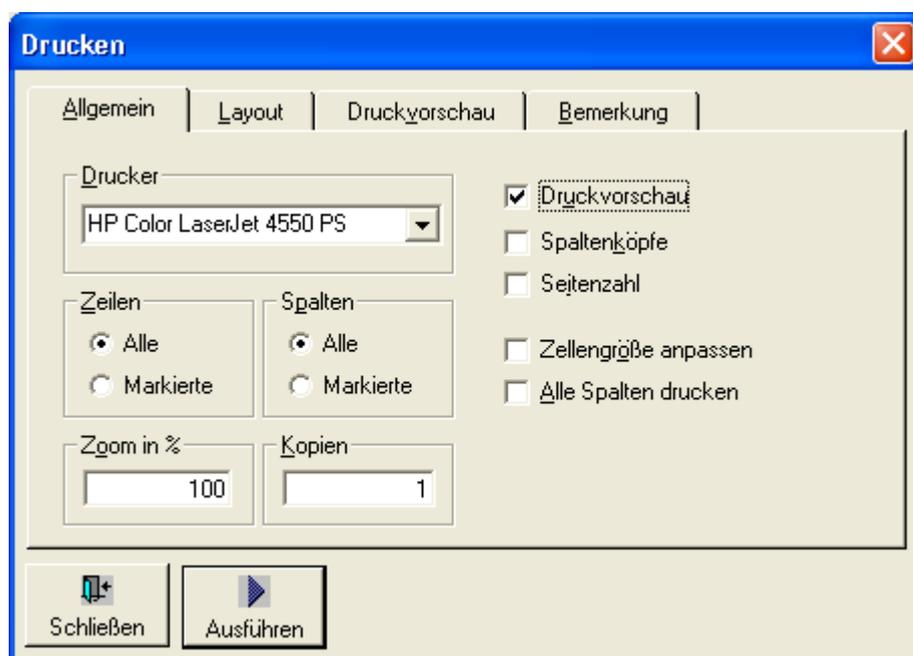 Drucken
Allgemein
Layout
Druckvorschau
Bemerkung
Drucker
HP Color LaserJet 4550 PS
Zeilen
Alle
Markierte
Spalten
Alle
Markierte
Zoom in %
100
Kopien
1
Druckvorschau
Spaltenköpfe
Seitenzahl
Zellengröße anpassen
Alle Spalten drucken
Schließen
Ausführen